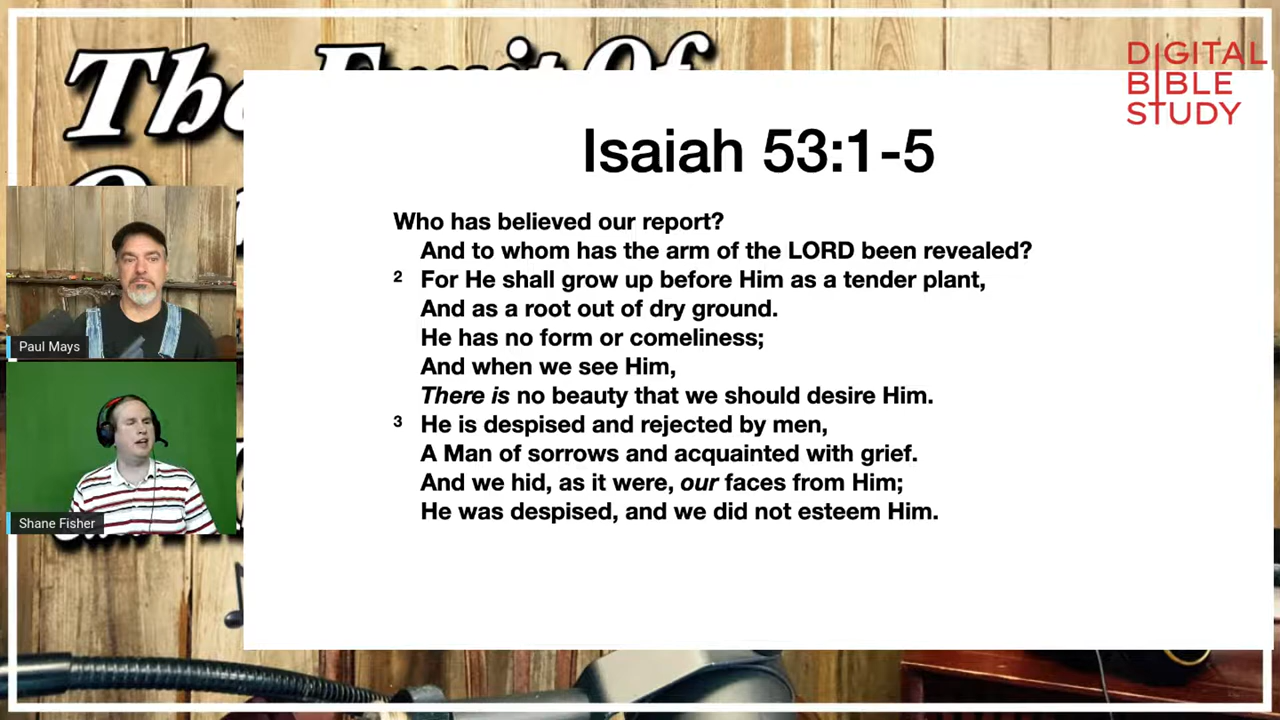 The Fruit Of
DIGITAL
BIBLE
STUDY
Isaiah 53:1-5
Who has believed our report?
And to whom has the arm of the LORD been revealed?
2 For He shall grow up before Him as a tender plant,
And as a root out of dry ground.
He has no form or comeliness;
And when we see Him,
There is no beauty that we should desire Him.
3 He is despised and rejected by men,
A Man of sorrows and acquainted with grief.
And we hid, as it were, our faces from Him;
He was despised, and we did not esteem Him.
Paul Mays
Shane Fisher